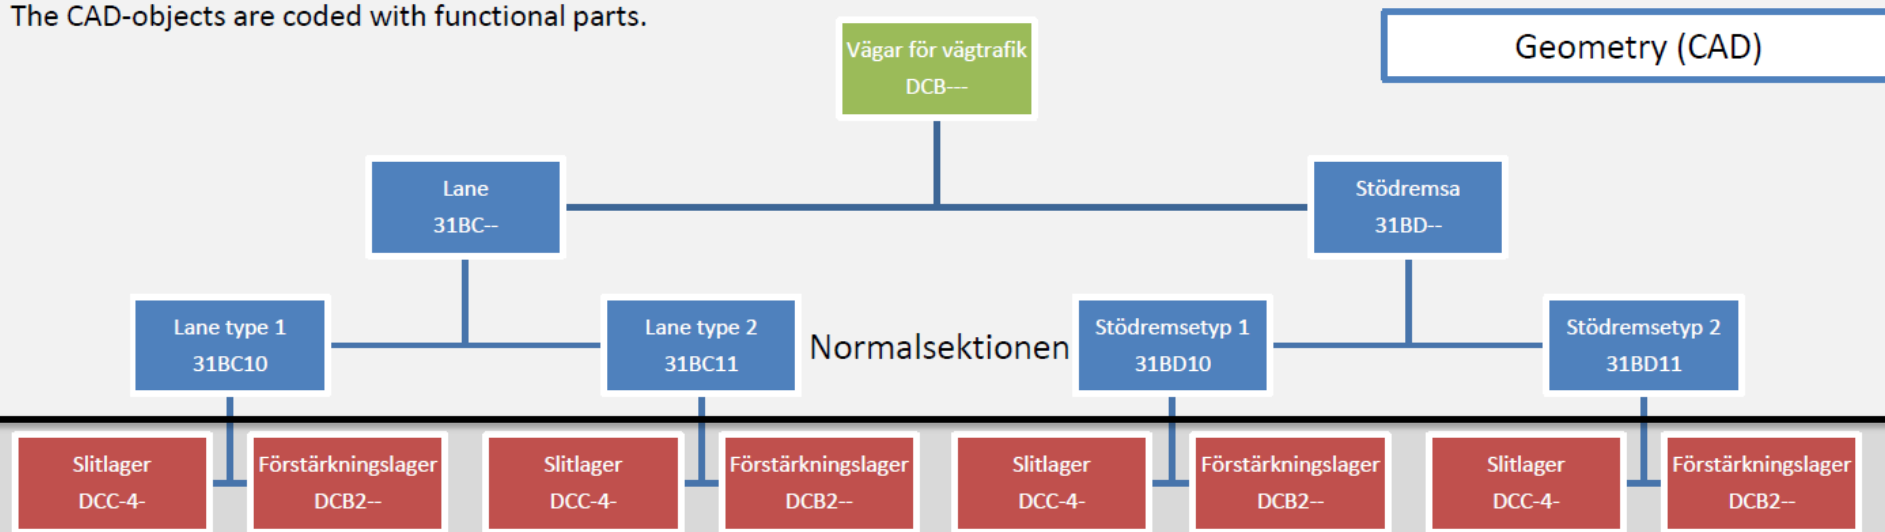 The CAD-objects are coded with functional parts.
Geometry (CAD)
Vägar för vägtrafik
DCB---
Lane
31BC--
Stödremsa
31BD--
Lane type 1
31BC10
Lane type 2
31BC11
Normalsektionen
Stödremsetyp 1
31BD10
Stödremsetyp 2
31BD11
Slitlager
DCC-4-
Förstärkningslager
DCB2--
Slitlager
DCC-4-
Förstärkningslager
DCB2--
Slitlager
DCC-4-
Förstärkningslager
DCB2--
Slitlager
DCC-4-
Förstärkningslager
DCB2--